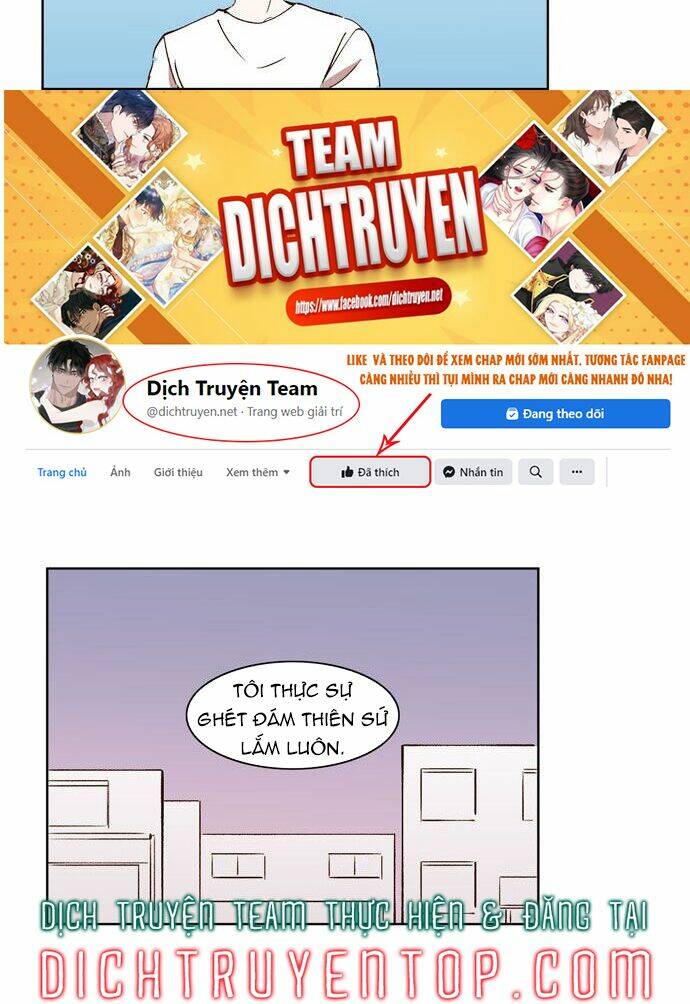 TEAM
DICHTRUYEN
https://www.facebook.com/dichtruyen.net
LIKE VÀ THEO DÕI ĐỂ XEM CHAP MỚI SỚM NHẤT. TƯƠNG TÁC FANPAGE
CÀNG NHIỀU THÌ TỤI MÌNH RA CHAP MỚI CÀNG NHANH ĐÓ NHA!
Dịch Truyện Team
@dichtruyen.net · Trang web giải trí
Đang theo dõi
Trang chủ Ảnh Giới thiệu Xem thêm Đã thích Nhắn tin ...
TÔI THỰC SỰ
GHÉT ĐÁM THIÊN SỨ
LẮM LUÔN.
DỊCH TRUYỆN TEAM THỰC HIỆN & ĐĂNG TẠI
DICHTRUYENTOP.COM